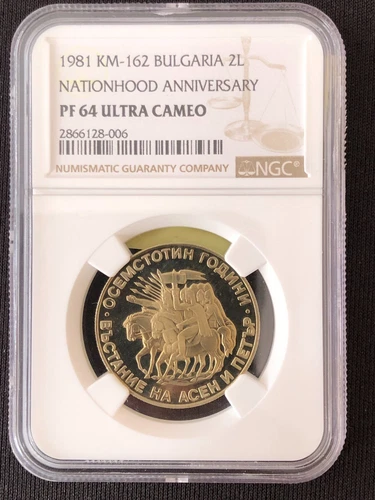 1981 KM-162 BULGARIA 2L
NATIONHOOD ANNIVERSARY
PF 64 ULTRA CAMEO
2866128-006
NUMISMATIC GUARANTY COMPANY
NGC®
· ОСЕМСТОТИН ГОДИНИ ·
ВЪСТАНИЕ НА АСЕН И ПЕТЪР